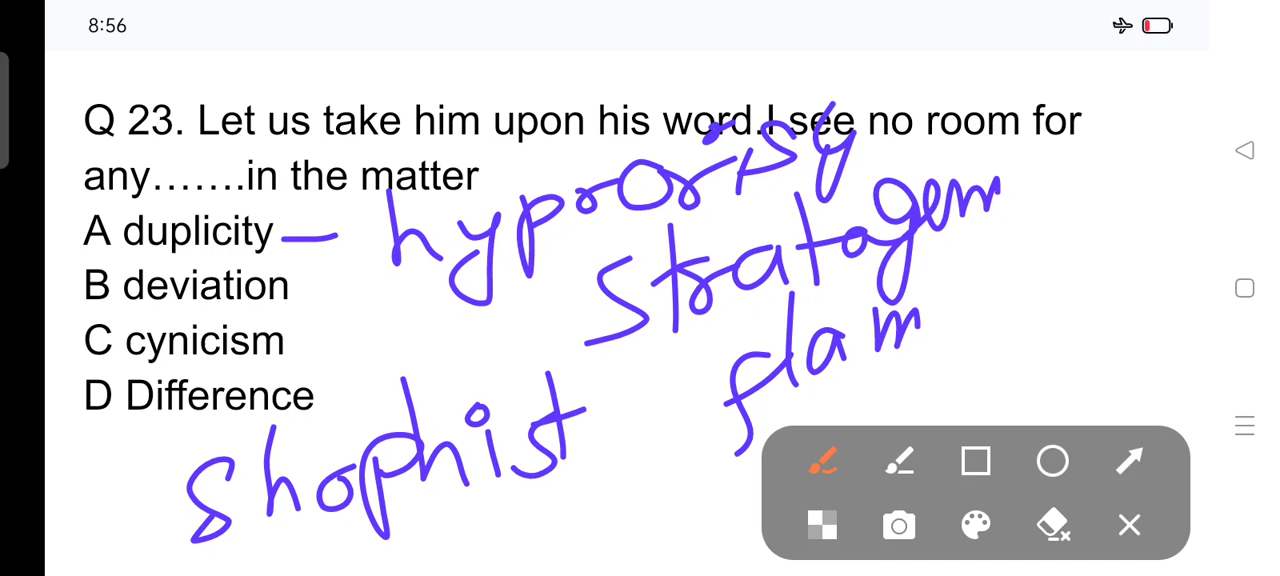 8:56
Q 23. Let us take him upon his word.I see no room for
any.......in the matter
A duplicity - hyprorisy
B deviation
stratagem
C cynicism
flam
D Difference
shophist